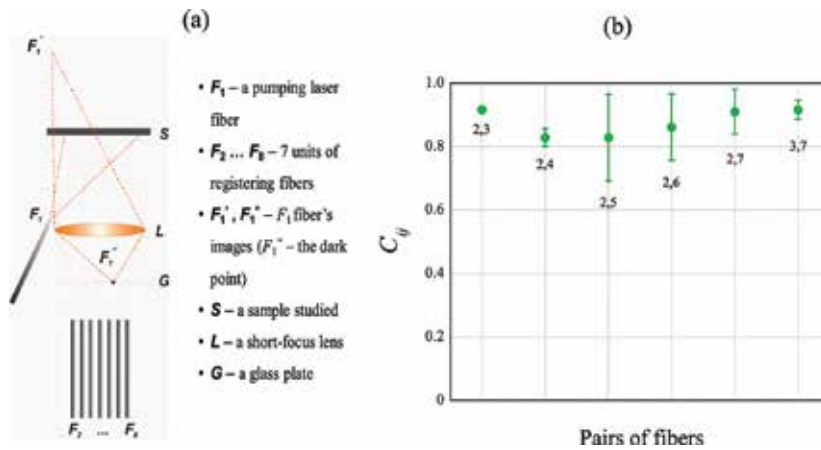 (a)
(b)
F₁'
S
F₁
L
F₁"
G
F₂ ... F₈
• F₁ – a pumping laser
fiber
• F₂ ... F₈ – 7 units of
registering fibers
• F₁', F₁" – F₁ fiber's
images (F₁" – the dark
point)
• S – a sample studied
• L – a short-focus lens
• G – a glass plate
C_ij
1.0
0.8
0.6
0.4
0.2
0
2,3
2,4
2,5
2,6
2,7
3,7
Pairs of fibers